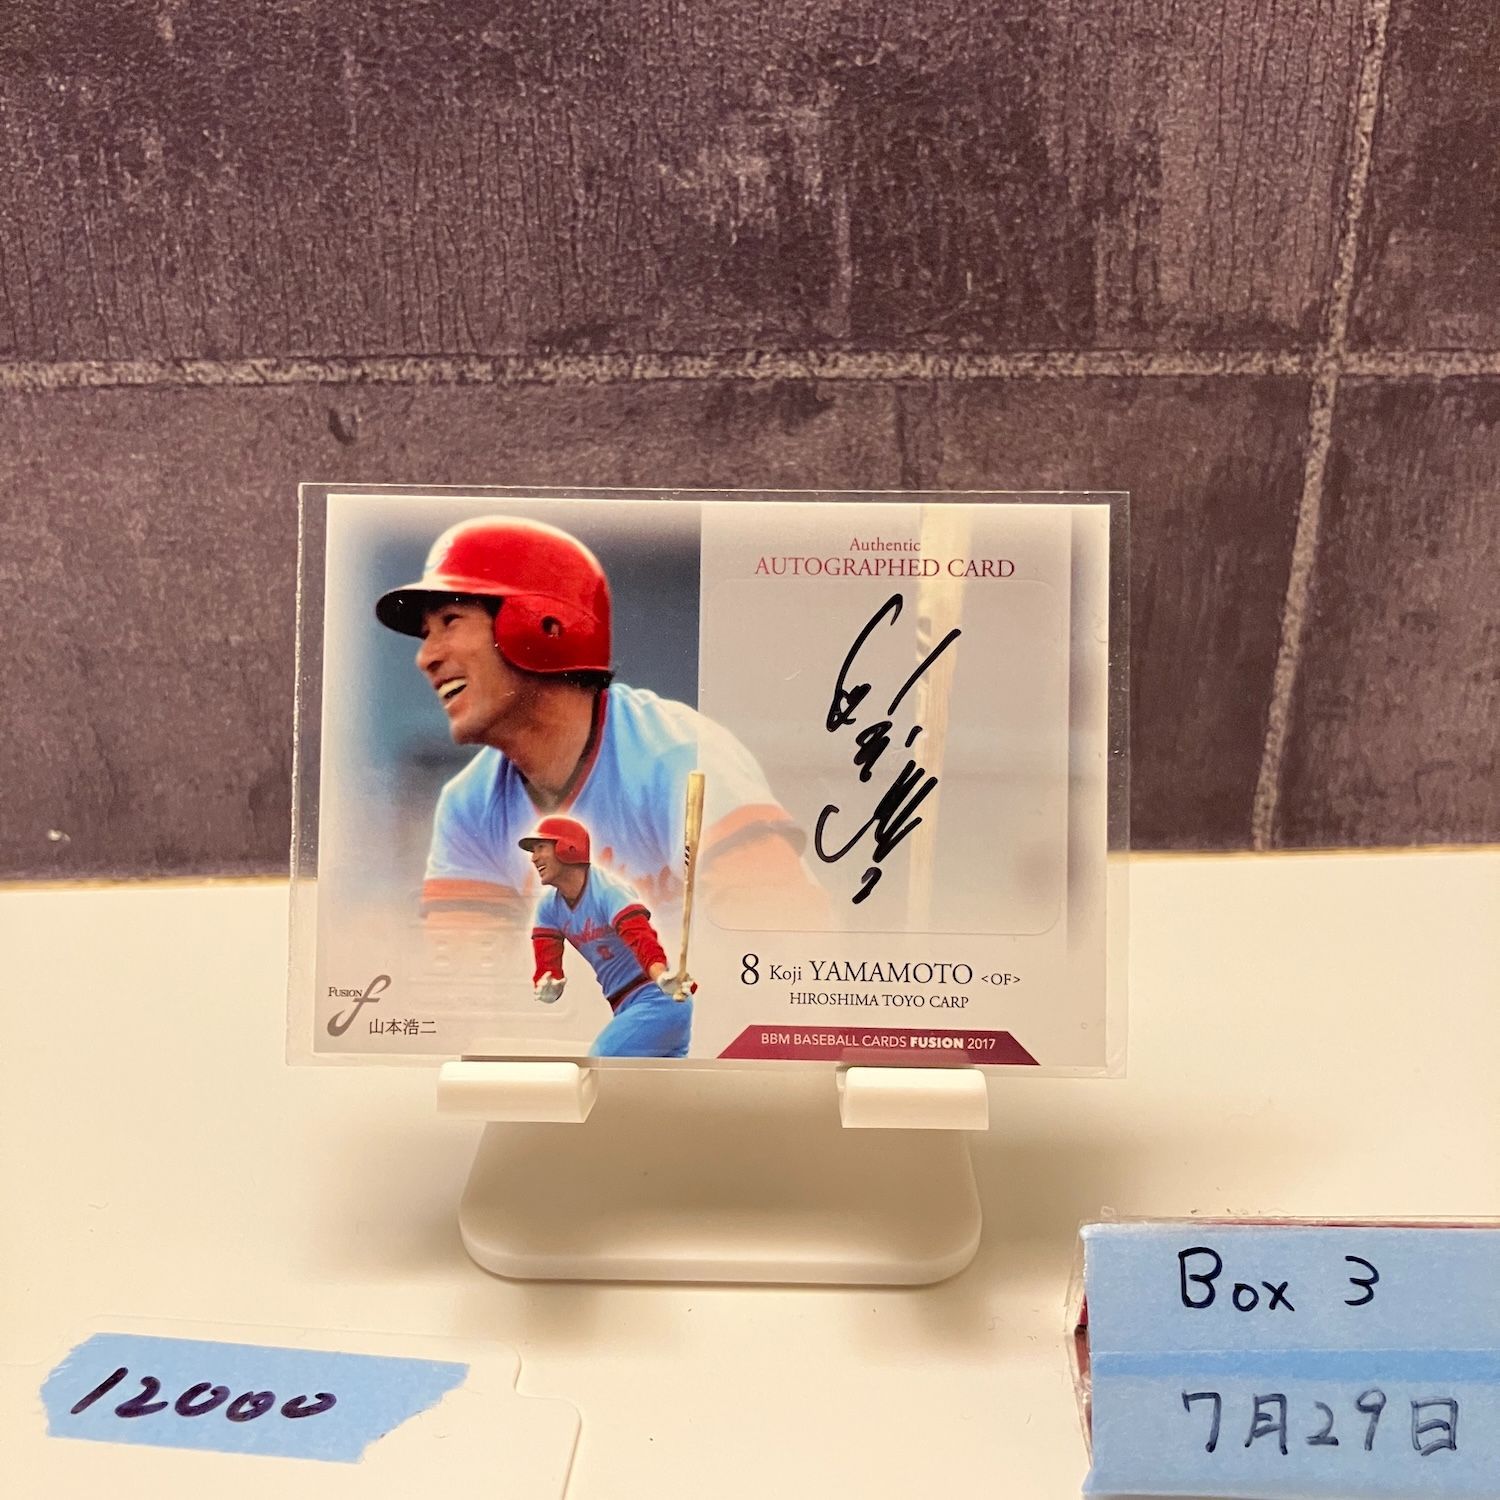 Authentic
AUTOGRAPHED CARD
8 Koji YAMAMOTO <OF>
HIROSHIMA TOYO CARP
FUSION f
山本浩二
BBM BASEBALL CARDS FUSION 2017
Box 3
7月29日
12000